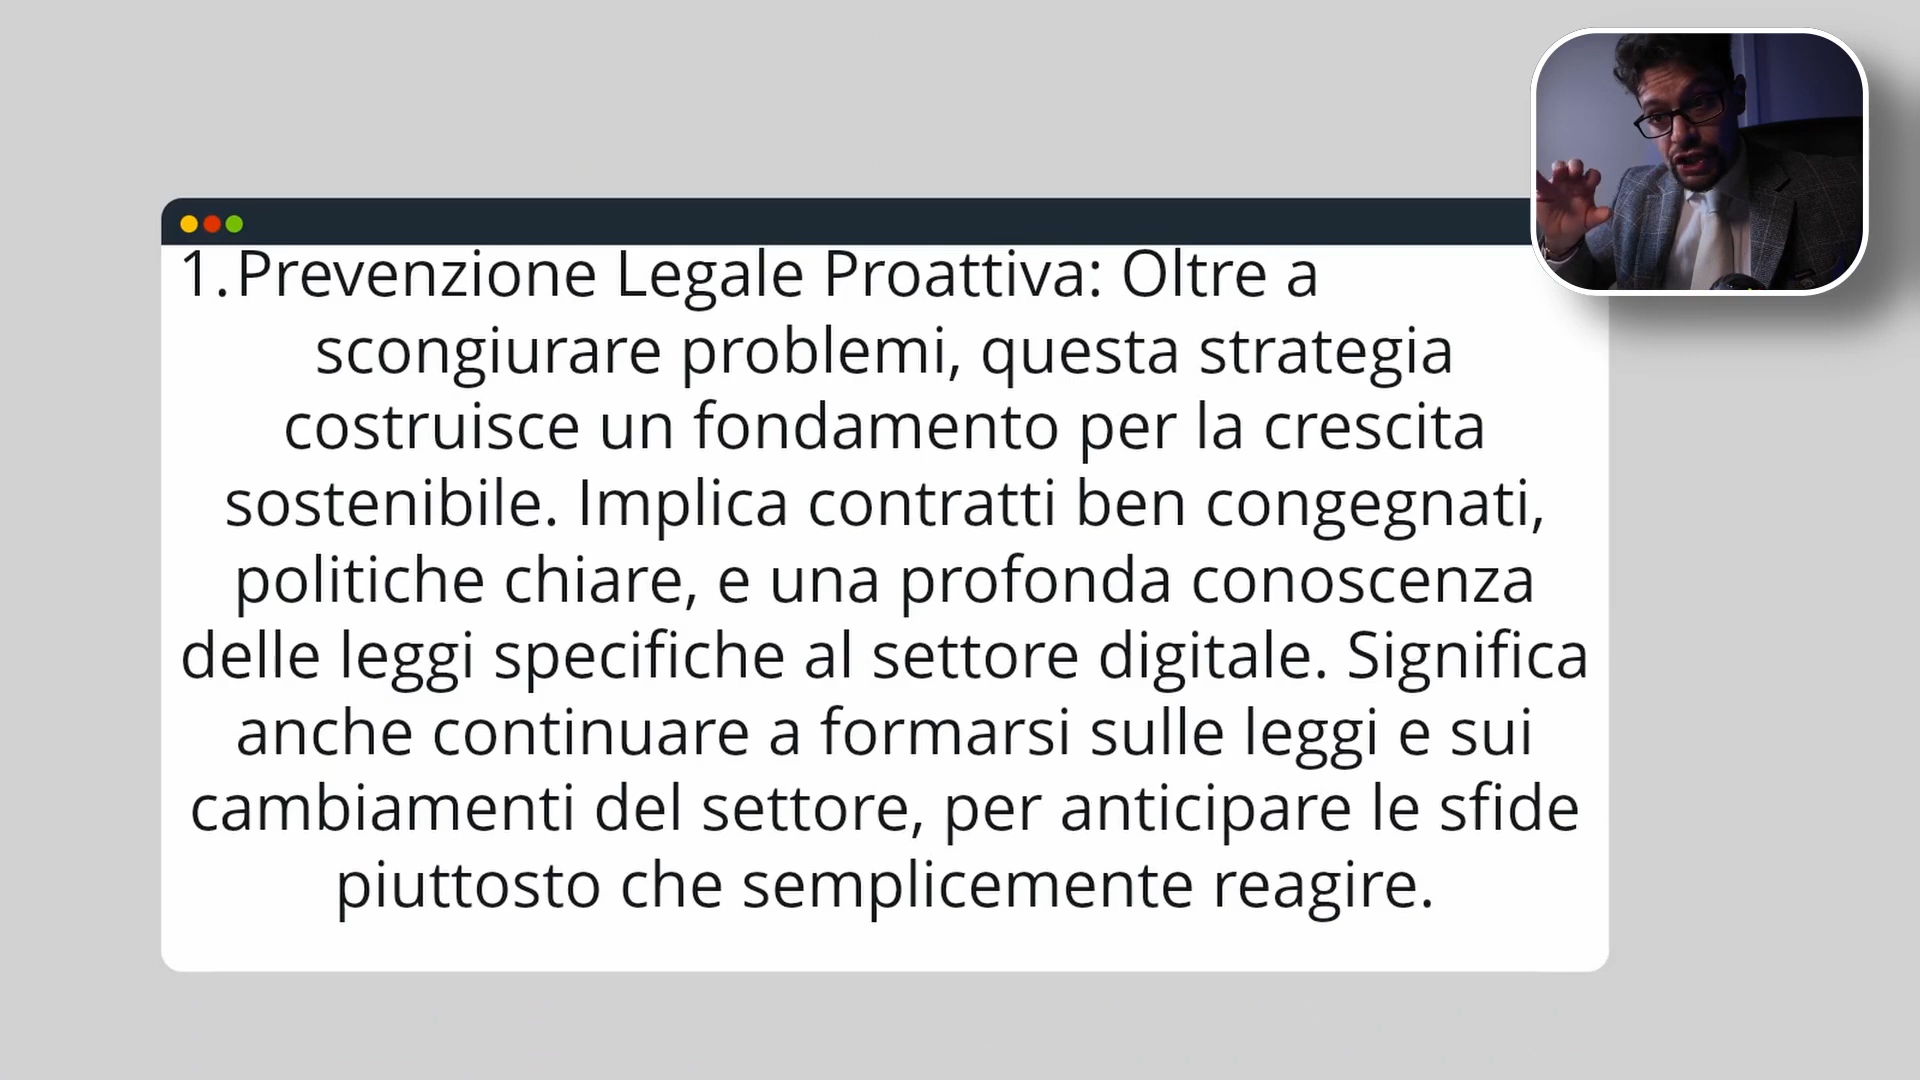 1. Prevenzione Legale Proattiva: Oltre a
scongiurare problemi, questa strategia
costruisce un fondamento per la crescita
sostenibile. Implica contratti ben congegnati,
politiche chiare, e una profonda conoscenza
delle leggi specifiche al settore digitale. Significa
anche continuare a formarsi sulle leggi e sui
cambiamenti del settore, per anticipare le sfide
piuttosto che semplicemente reagire.